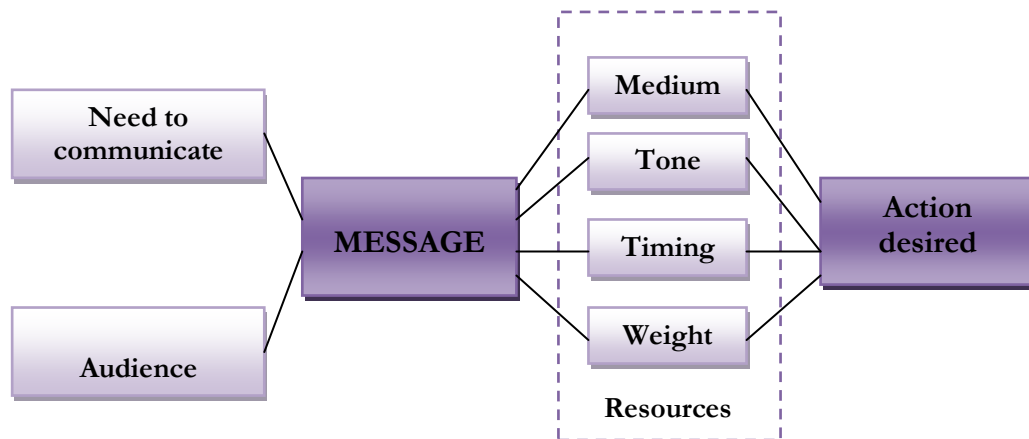 Need to
communicate
Audience
MESSAGE
Medium
Tone
Timing
Weight
Resources
Action
desired